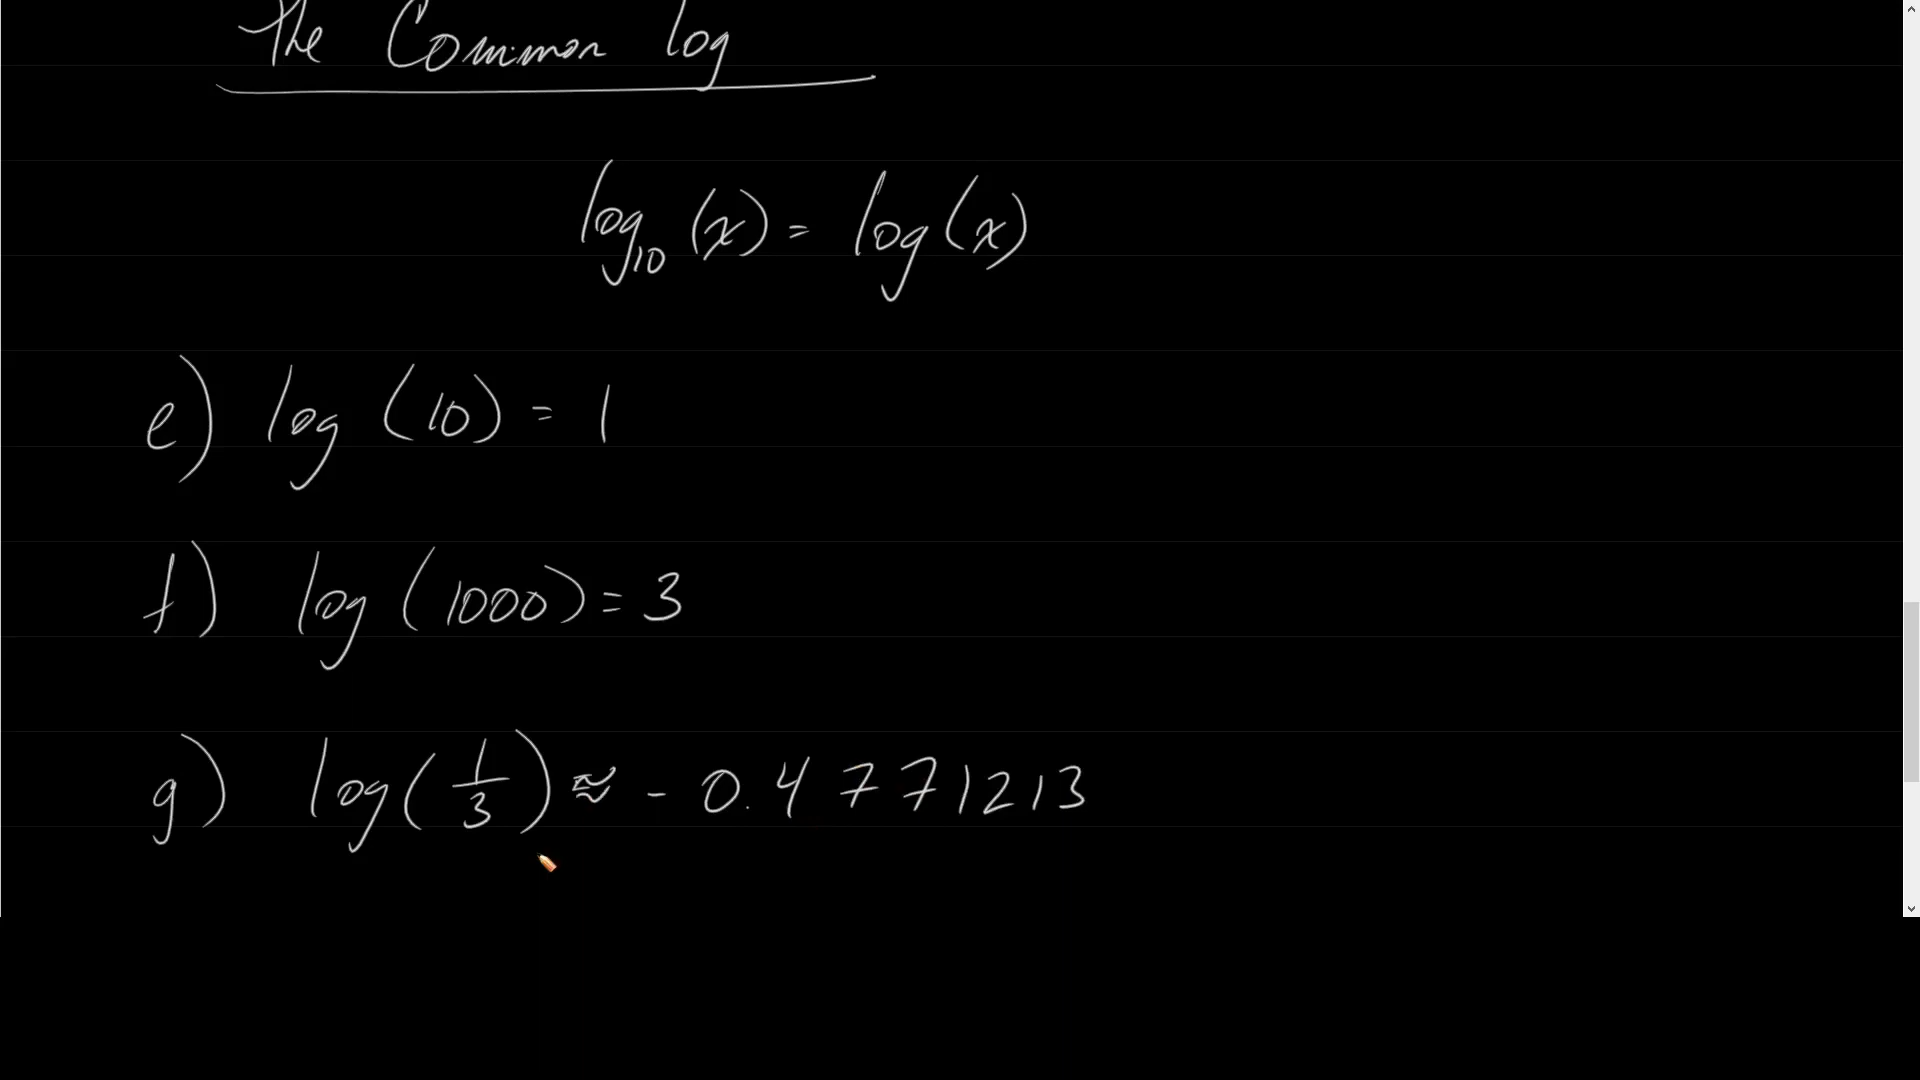 The Common log
log₁₀(x) = log(x)
e) log(10) = 1
f) log(1000) = 3
g) log(1/3) ≈ - 0.4771213